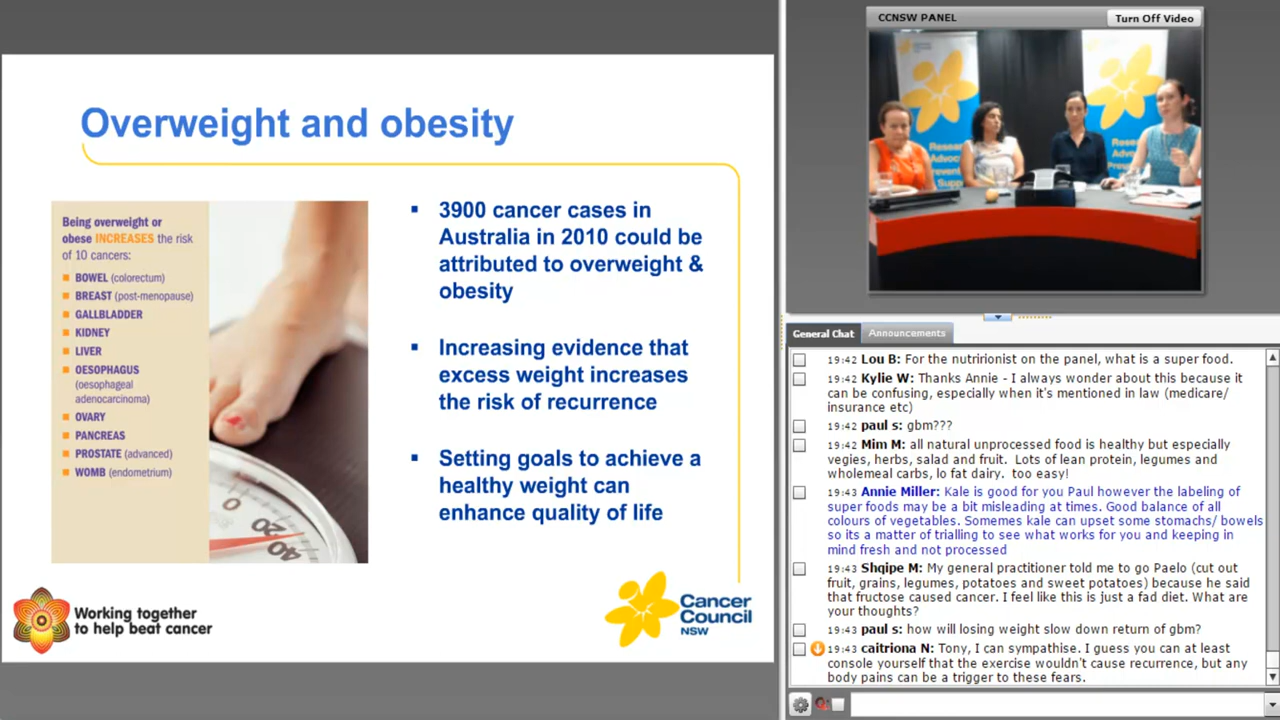 Overweight and obesity
Being overweight or
obese INCREASES the risk
of 10 cancers:
BOWEL (colorectum)
BREAST (post-menopause)
GALLBLADDER
KIDNEY
LIVER
OESOPHAGUS
(oesophageal
adenocarcinoma)
OVARY
PANCREAS
PROSTATE (advanced)
WOMB (endometrium)
0
20
40
3900 cancer cases in
Australia in 2010 could be
attributed to overweight &
obesity
Increasing evidence that
excess weight increases
the risk of recurrence
Setting goals to achieve a
healthy weight can
enhance quality of life
Working together
to help beat cancer
Cancer
Council
NSW
CCNSW PANEL
Turn Off Video
General Chat
Announcements
19:42 Lou B: For the nutririonist on the panel, what is a super food.
19:42 Kylie W: Thanks Annie - I always wonder about this because it
can be confusing, especially when it's mentioned in law (medicare/
insurance etc)
19:42 paul s: gbm???
19:42 Mim M: all natural unprocessed food is healthy but especially
vegies, herbs, salad and fruit. Lots of lean protein, legumes and
wholemeal carbs, lo fat dairy. too easy!
19:43 Annie Miller: Kale is good for you Paul however the labeling of
super foods may be a bit misleading at times. Good balance of all
colours of vegetables. Somemes kale can upset some stomachs/ bowels
so its a matter of trialling to see what works for you and keeping in
mind fresh and not processed
19:43 Shqipe M: My general practitioner told me to go Paelo (cut out
fruit, grains, legumes, potatoes and sweet potatoes) because he said
that fructose caused cancer. I feel like this is just a fad diet. What are
your thoughts?
19:43 paul s: how will losing weight slow down return of gbm?
19:43 caitriona N: Tony, I can sympathise. I guess you can at least
console yourself that the exercise wouldn't cause recurrence, but any
body pains can be a trigger to these fears.